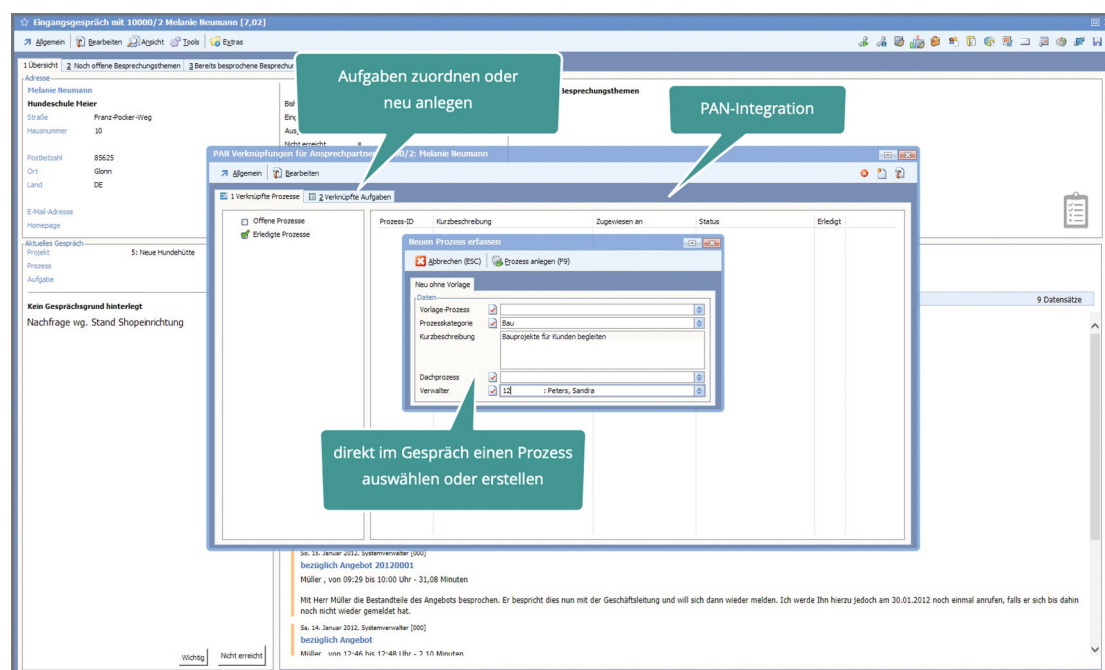 Eingangsgespräch mit 10000/2 Melanie Neumann [7,02]
Allgemein Bearbeiten Ansicht Tools Extras
1 Übersicht 2 Noch offene Besprechungsthemen 3 Bereits besprochene
Aufgaben zuordnen oder
neu anlegen
PAN-Integration
Adresse
Melanie Neumann
Hundeschule Meier
Straße Franz-Pocker-Weg
Hausnummer 10
Postleitzahl 85625
Ort Glonn
Land DE
E-Mail-Adresse
Homepage
Besprechungsthemen
Nicht erreicht
Aktuelles Gespräch
Projekt 5: Neue Hundehütte
Prozess
Aufgabe
Kein Gesprächsgrund hinterlegt
Nachfrage wg. Stand Shopeinrichtung
PAN Verknüpfungen für Ansprechpartner /2: Melanie Neumann
Allgemein Bearbeiten
1 Verknüpfte Prozesse 2 Verknüpfte Aufgaben
Offene Prozesse
Erledigte Prozesse
Prozess-ID Kurzbeschreibung Zugewiesen an Status Erledigt
Neuen Prozess erfassen
Abbrechen (ESC) Prozess anlegen (F9)
Neu ohne Vorlage
Daten
Vorlage-Prozess
Prozesskategorie Bau
Kurzbeschreibung Bauprojekte für Kunden begleiten
Dachprozess
Verwalter 12 : Peters, Sandra
direkt im Gespräch einen Prozess
auswählen oder erstellen
9 Datensätze
So, 15. Januar 2012, Systemverwalter [000]
bezüglich Angebot 20120001
Müller , von 09:29 bis 10:00 Uhr - 31,08 Minuten
Mit Herr Müller die Bestandteile des Angebots besprochen. Er bespricht dies nun mit der Geschäftsleitung und will sich dann wieder melden. Ich werde Ihn hierzu jedoch am 30.01.2012 noch einmal anrufen, falls er sich bis dahin
noch nicht wieder gemeldet hat.
Sa, 14. Januar 2012, Systemverwalter [000]
bezüglich Angebot
Müller , von 12:46 bis 12:48 Uhr - 2,10 Minuten
Wichtig Nicht erreicht